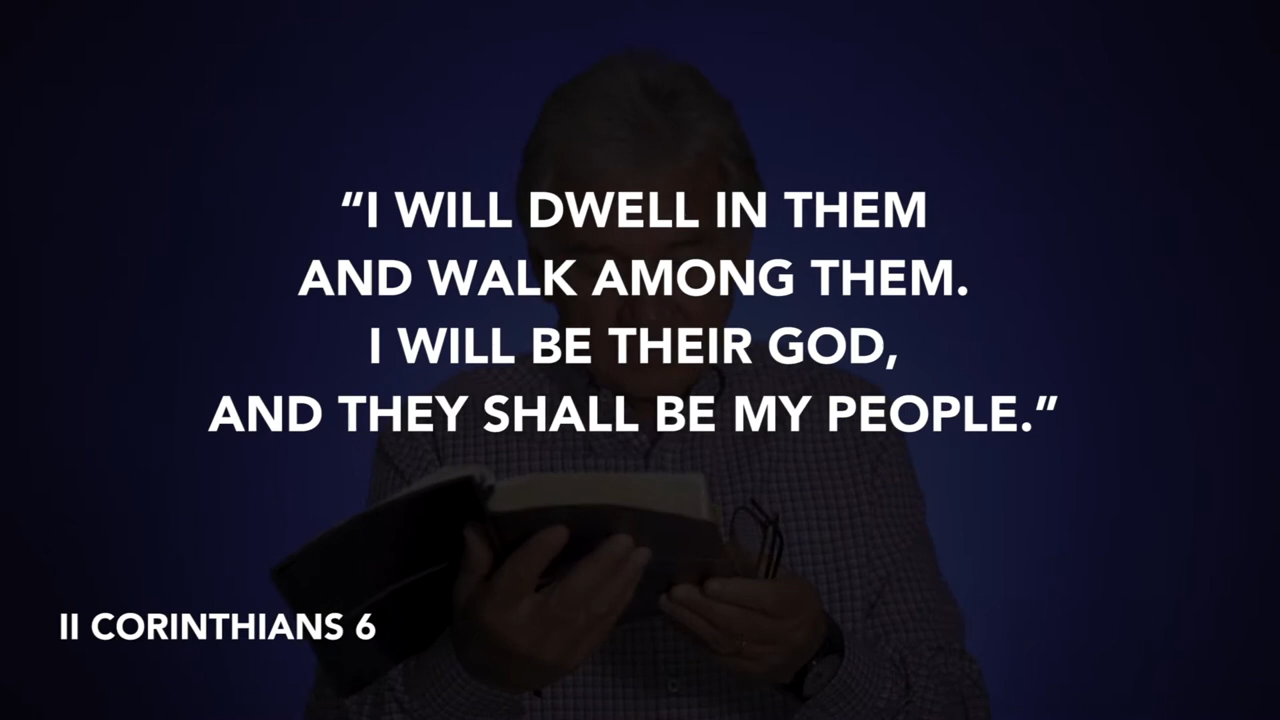 “I WILL DWELL IN THEM
AND WALK AMONG THEM.
I WILL BE THEIR GOD,
AND THEY SHALL BE MY PEOPLE.”
II CORINTHIANS 6